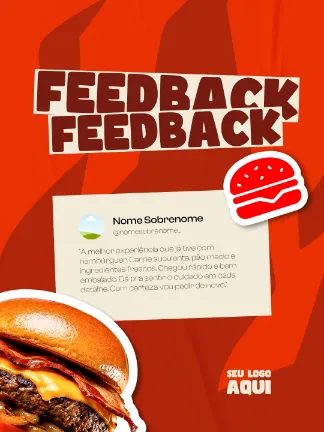 FEEDBACK
FEEDBACK
Nome Sobrenome
@nomesobrenome_
"A melhor experiência que já tive com
hambúrguer. Carne suculenta, pão macio e
ingredientes frescos. Chegou rápido e bem
embalado. Dá pra sentir o cuidado em cada
detalhe. Com certeza vou pedir de novo."
SEU LOGO
AQUI